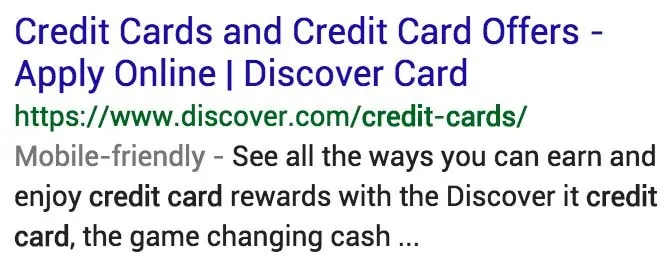 Credit Cards and Credit Card Offers -
Apply Online | Discover Card
https://www.discover.com/credit-cards/
Mobile-friendly - See all the ways you can earn and
enjoy credit card rewards with the Discover it credit
card, the game changing cash ...